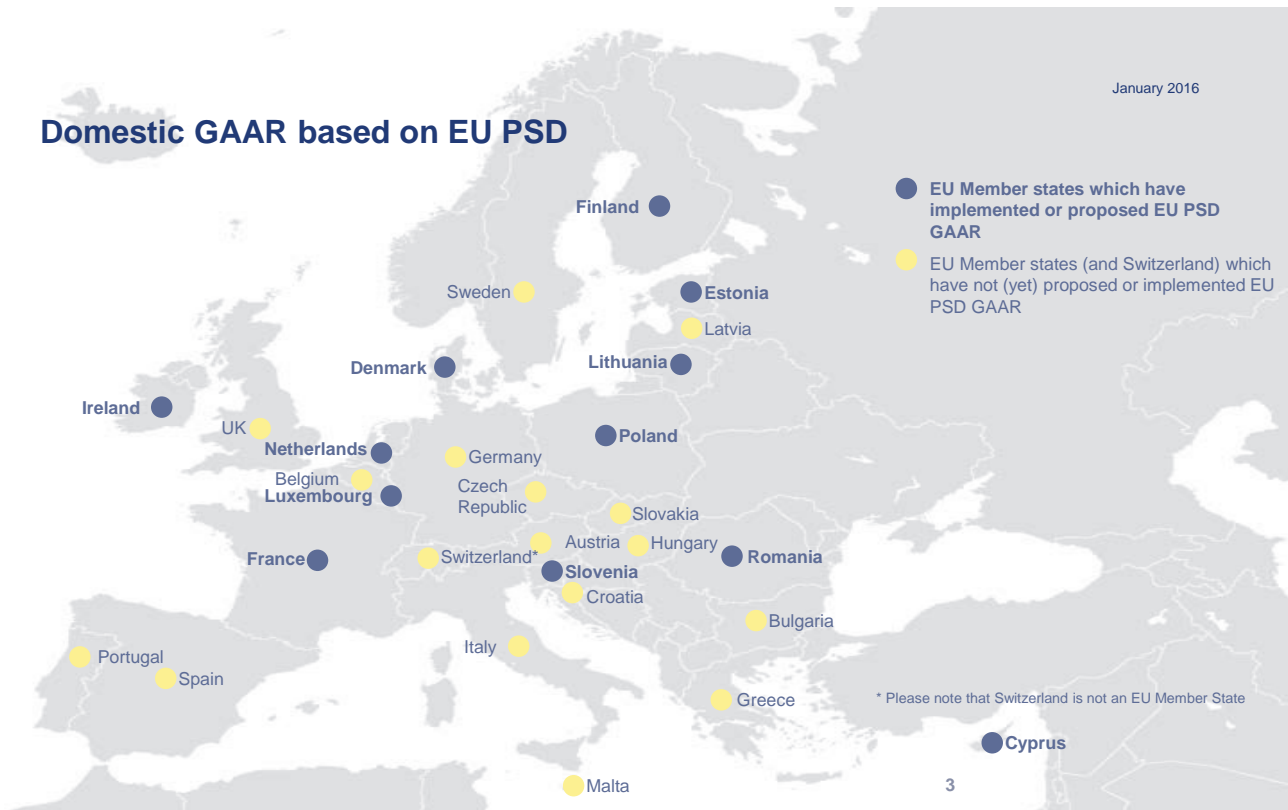 January 2016
Domestic GAAR based on EU PSD
EU Member states which have
implemented or proposed EU PSD
GAAR
EU Member states (and Switzerland) which
have not (yet) proposed or implemented EU
PSD GAAR
Finland
Sweden
Estonia
Latvia
Denmark
Lithuania
Ireland
UK
Netherlands
Poland
Germany
Belgium
Luxembourg
Czech
Republic
Slovakia
Austria
Hungary
France
Switzerland*
Slovenia
Romania
Croatia
Bulgaria
Italy
Portugal
Spain
Greece
* Please note that Switzerland is not an EU Member State
Cyprus
Malta
3